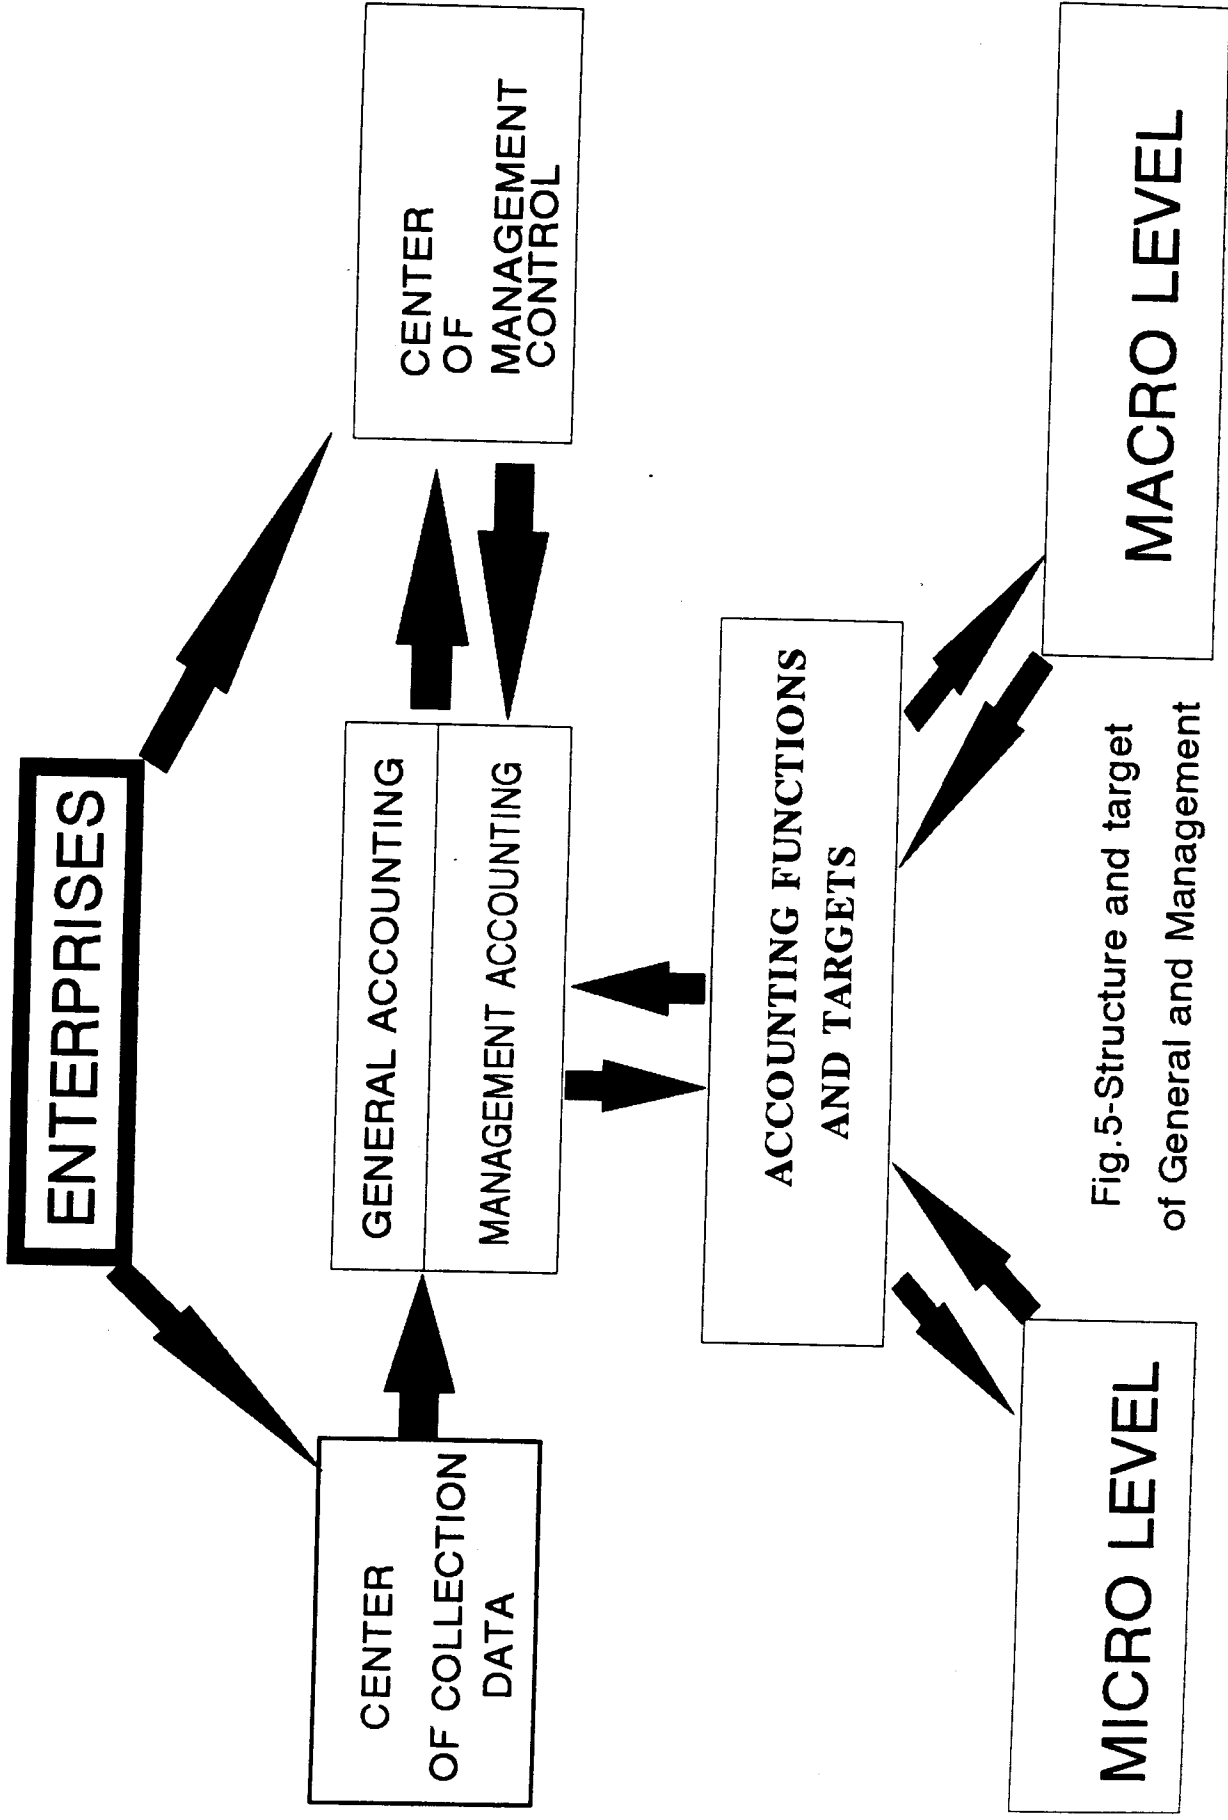 ENTERPRISES
CENTER
OF COLLECTION
DATA
GENERAL ACCOUNTING
MANAGEMENT ACCOUNTING
CENTER
OF
MANAGEMENT
CONTROL
ACCOUNTING FUNCTIONS
AND TARGETS
MICRO LEVEL
Fig.5-Structure and target
of General and Management
MACRO LEVEL